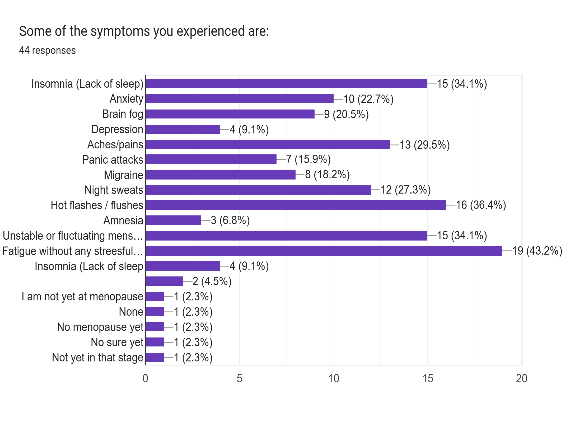 Some of the symptoms you experienced are:
44 responses
Insomnia (Lack of sleep) 15 (34.1%)
Anxiety 10 (22.7%)
Brain fog 9 (20.5%)
Depression 4 (9.1%)
Aches/pains 13 (29.5%)
Panic attacks 7 (15.9%)
Migraine 8 (18.2%)
Night sweats 12 (27.3%)
Hot flashes / flushes 16 (36.4%)
Amnesia 3 (6.8%)
Unstable or fluctuating mens... 15 (34.1%)
Fatigue without any streesful... 19 (43.2%)
Insomnia (Lack of sleep 4 (9.1%)
2 (4.5%)
I am not yet at menopause 1 (2.3%)
None 1 (2.3%)
No menopause yet 1 (2.3%)
No sure yet 1 (2.3%)
Not yet in that stage 1 (2.3%)
0 5 10 15 20